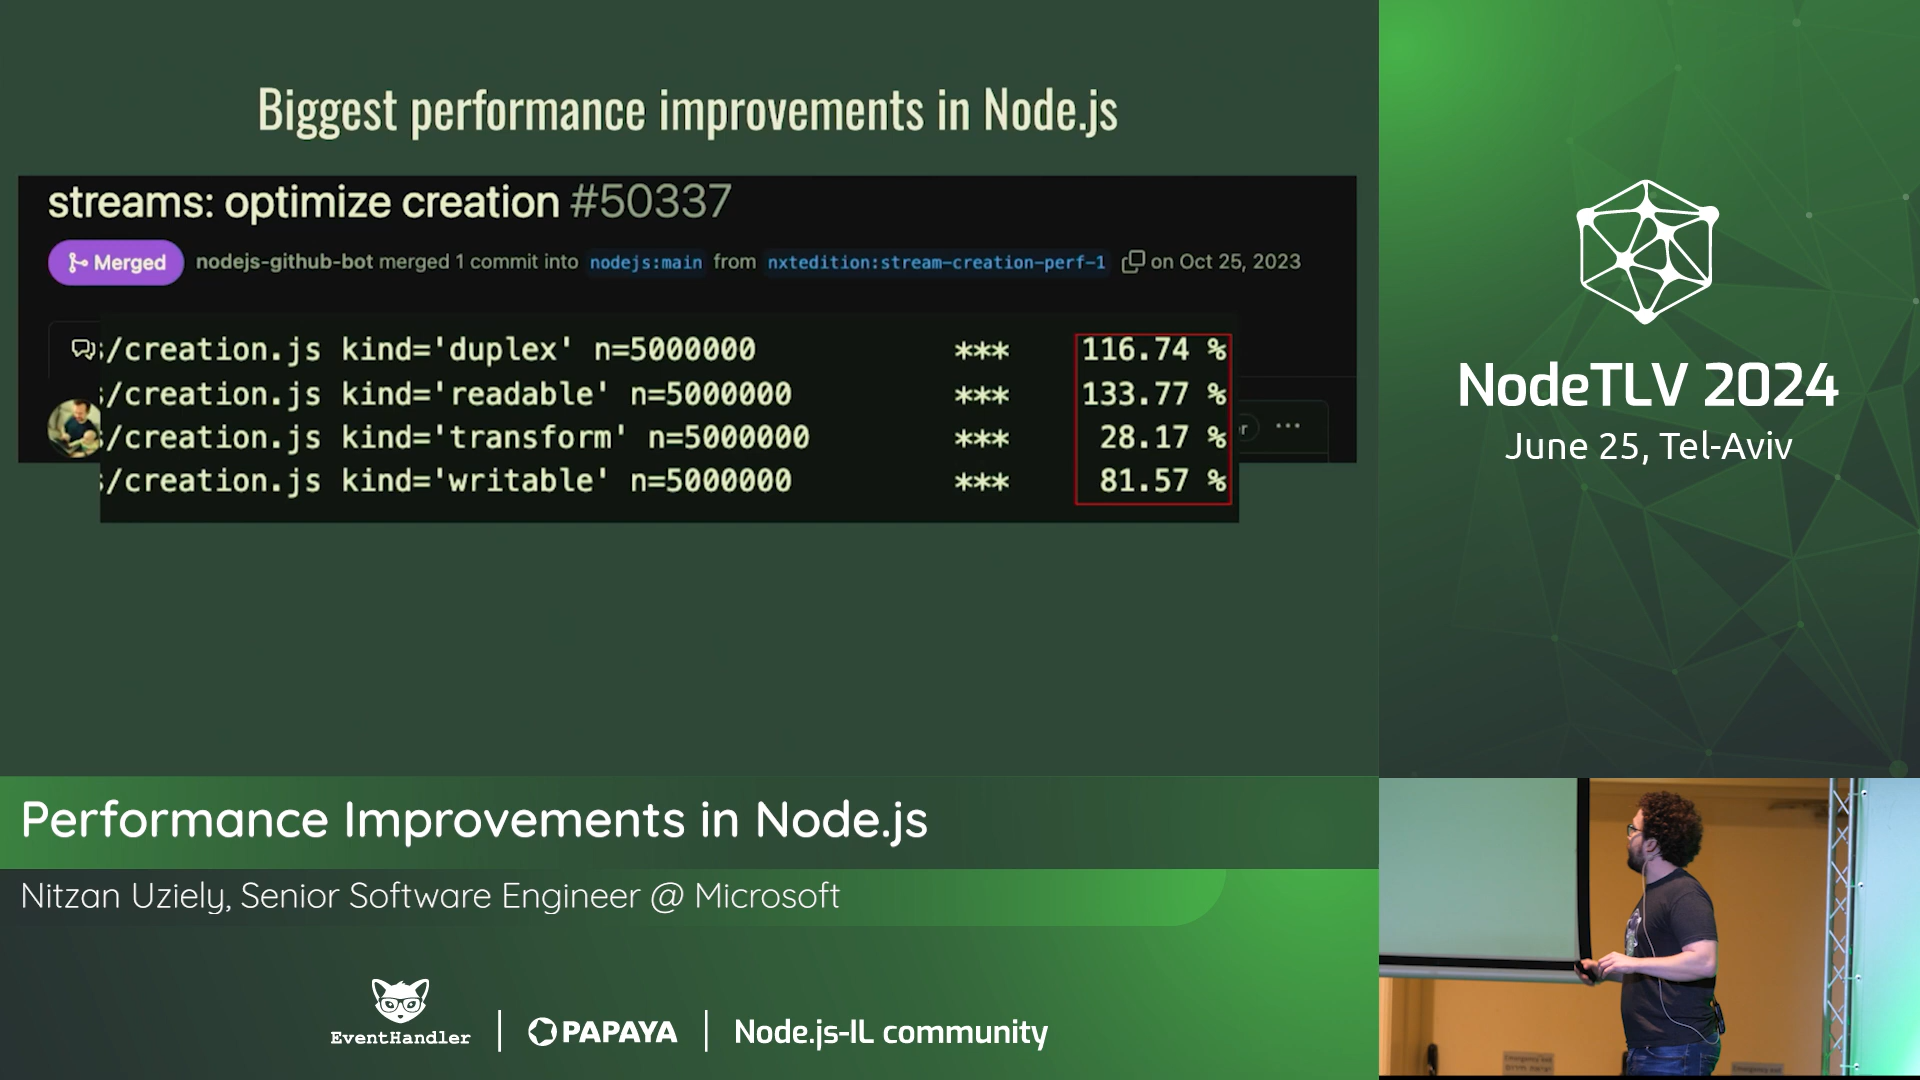 Biggest performance improvements in Node.js
streams: optimize creation #50337
Merged nodejs-github-bot merged 1 commit into nodejs:main from nxtedition:stream-creation-perf-1 on Oct 25, 2023
s/creation.js kind='duplex' n=5000000 *** 116.74 %
s/creation.js kind='readable' n=5000000 *** 133.77 %
s/creation.js kind='transform' n=5000000 *** 28.17 %
s/creation.js kind='writable' n=5000000 *** 81.57 %
NodeTLV 2024
June 25, Tel-Aviv
Performance Improvements in Node.js
Nitzan Uziely, Senior Software Engineer @ Microsoft
EventHandler
PAPAYA
Node.js-IL community